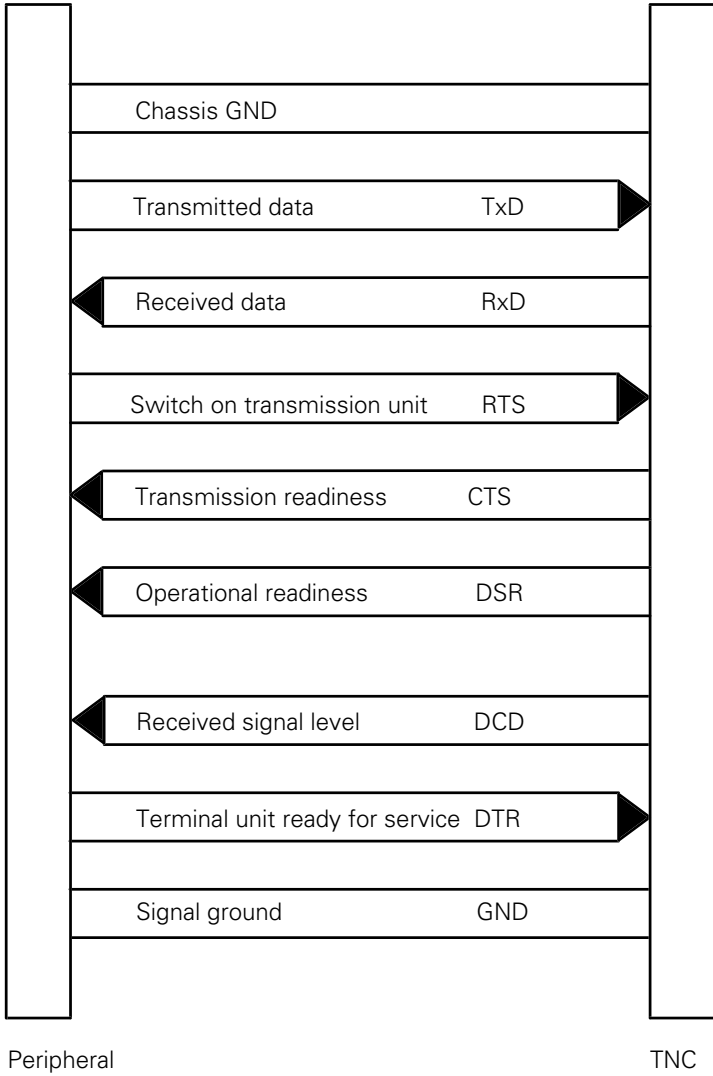 Chassis GND
Transmitted data TxD
Received data RxD
Switch on transmission unit RTS
Transmission readiness CTS
Operational readiness DSR
Received signal level DCD
Terminal unit ready for service DTR
Signal ground GND
Peripheral TNC